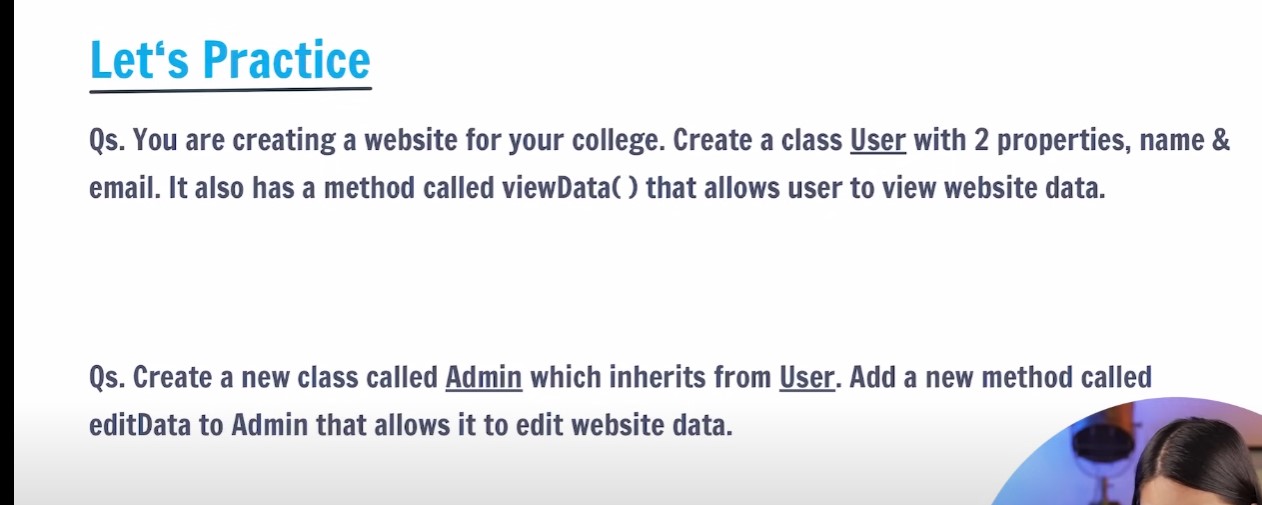 Let‘s Practice
Qs. You are creating a website for your college. Create a class User with 2 properties, name &
email. It also has a method called viewData( ) that allows user to view website data.
Qs. Create a new class called Admin which inherits from User. Add a new method called
editData to Admin that allows it to edit website data.